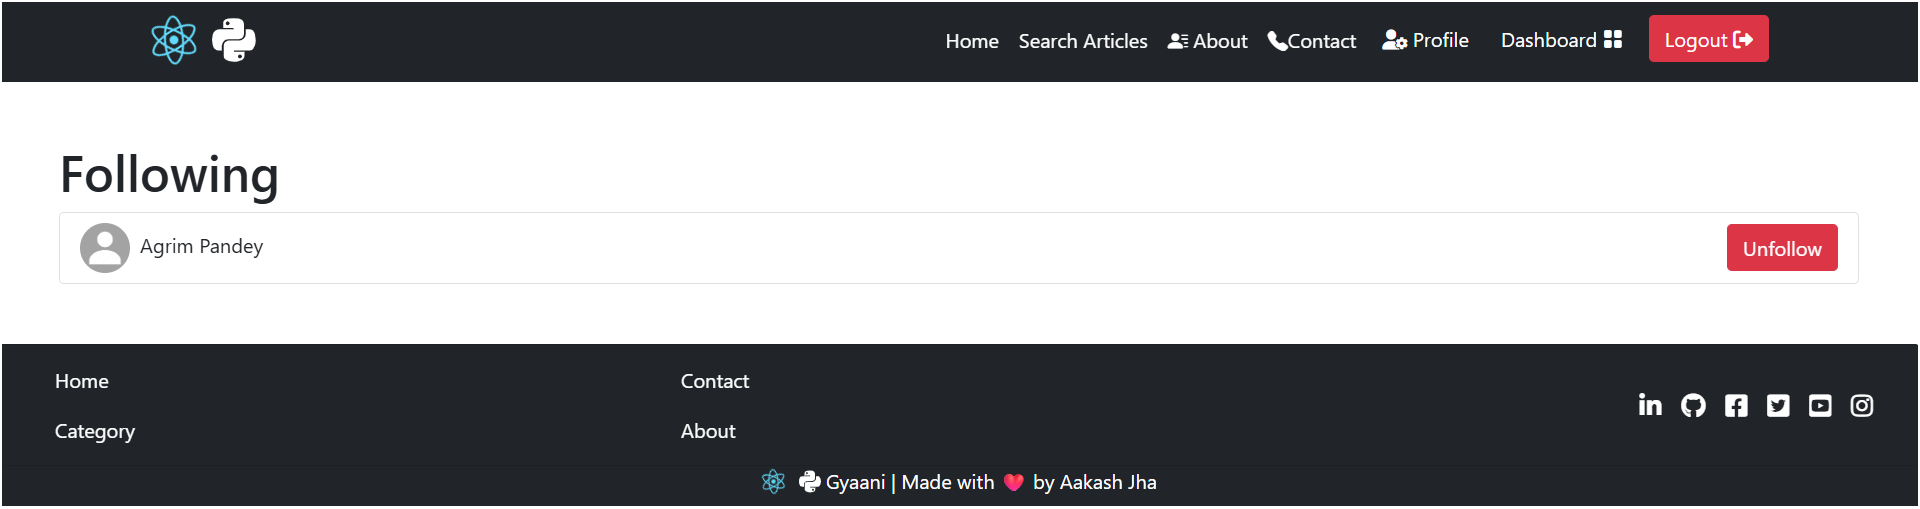 Home Search Articles About Contact Profile Dashboard Logout
Following
Agrim Pandey Unfollow
Home Contact
Category About
Gyaani | Made with ❤️ by Aakash Jha